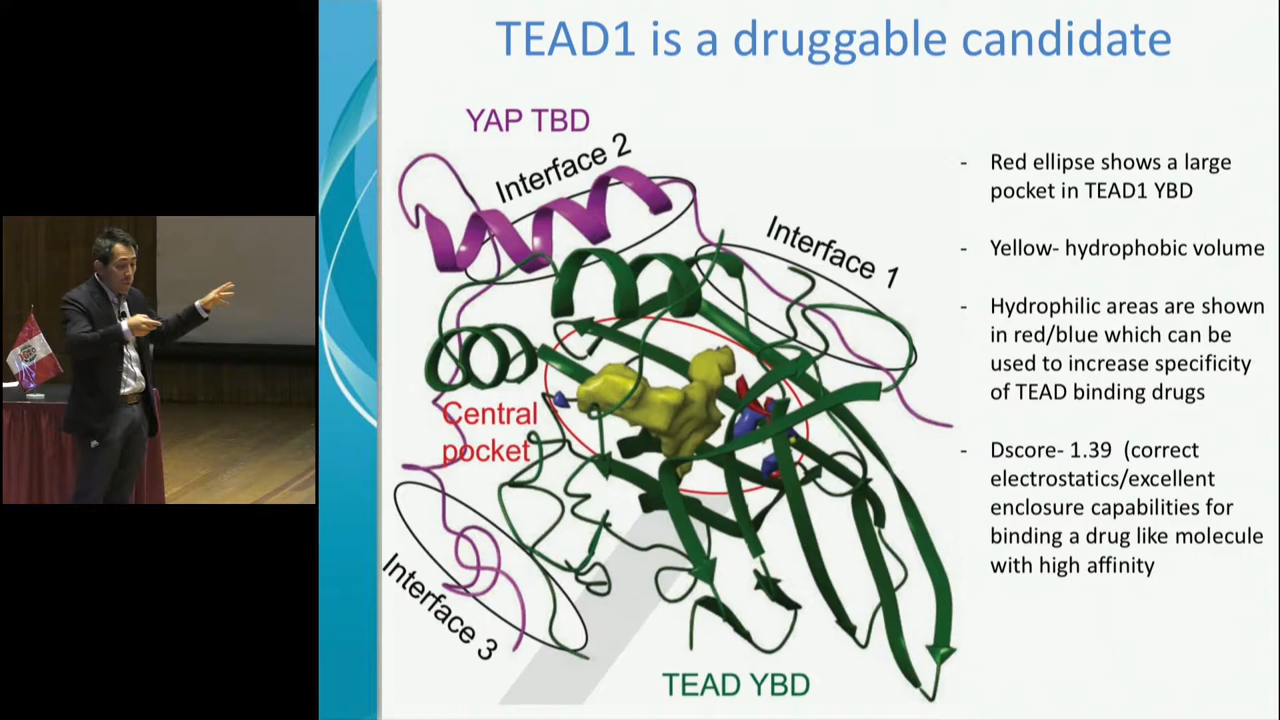 TEAD1 is a druggable candidate
YAP TBD
Interface 2
Interface 1
Central
pocket
Interface 3
TEAD YBD
- Red ellipse shows a large
pocket in TEAD1 YBD
- Yellow- hydrophobic volume
- Hydrophilic areas are shown
in red/blue which can be
used to increase specificity
of TEAD binding drugs
- Dscore- 1.39 (correct
electrostatics/excellent
enclosure capabilities for
binding a drug like molecule
with high affinity